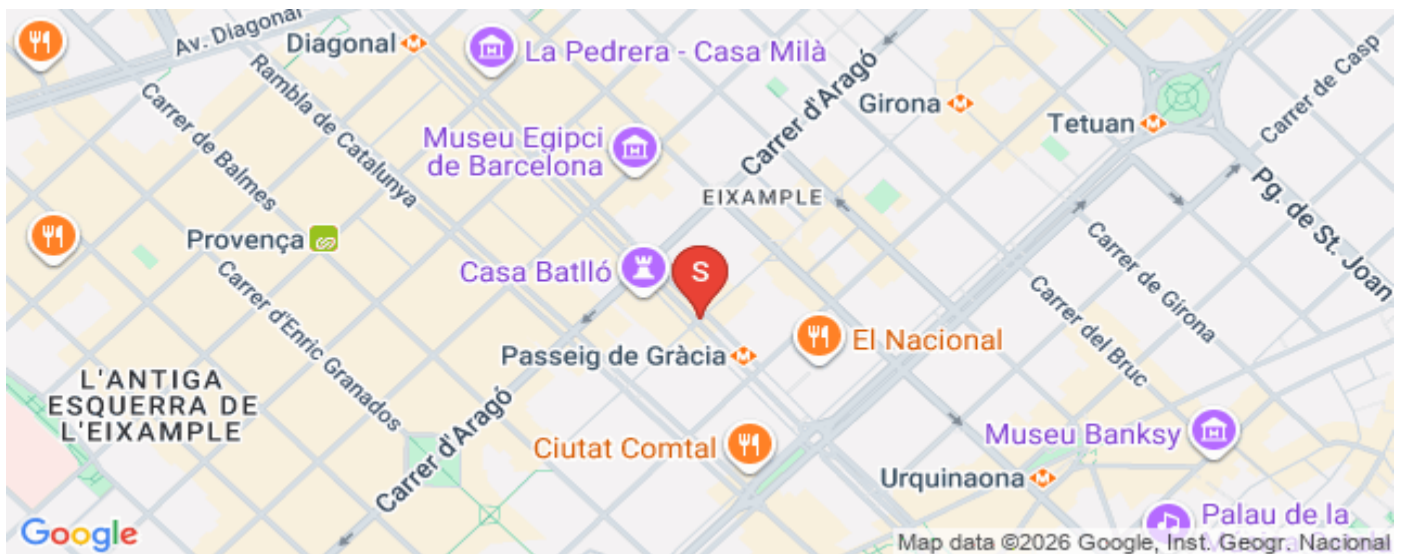 Av. Diagonal
Diagonal
La Pedrera - Casa Milà
Carrer d'Aragó
Girona
Tetuan
Carrer de Casp
Rambla de Catalunya
Carrer de Balmes
Museu Egipci
de Barcelona
EIXAMPLE
Pg. de St. Joan
Provença
Casa Batlló
S
Carrer de Girona
Carrer d'Enric Granados
Carrer del Bruc
El Nacional
Passeig de Gràcia
L'ANTIGA
ESQUERRA DE
L'EIXAMPLE
Carrer d'Aragó
Ciutat Comtal
Museu Banksy
Urquinaona
Palau de la
Google
Map data ©2026 Google, Inst. Geogr. Nacional